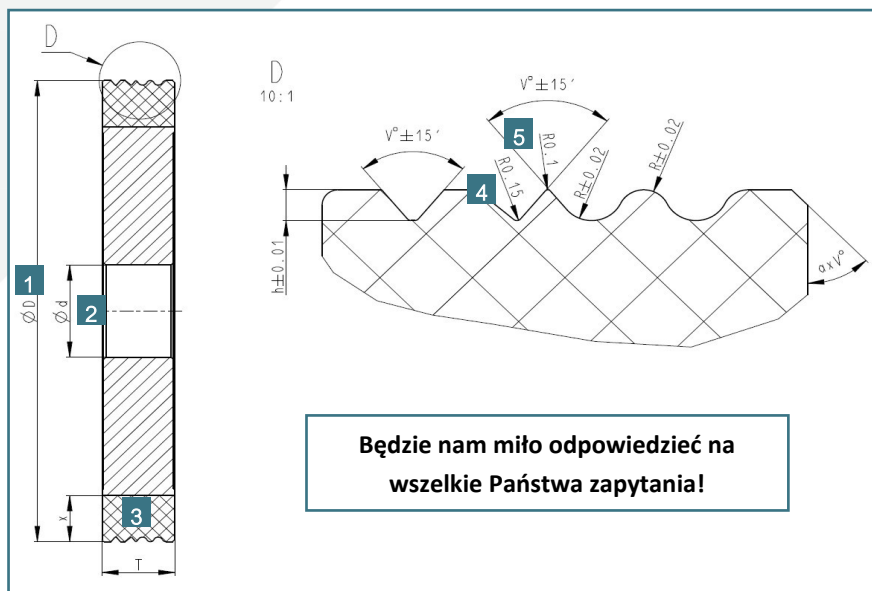 D
1
ØD
2
Ød
3
x
T
D
10:1
V°±15′
V°±15′
5
R0.1
4
R0.15
R±0.02
R±0.02
h±0.01
axV°
Będzie nam miło odpowiedzieć na
wszelkie Państwa zapytania!